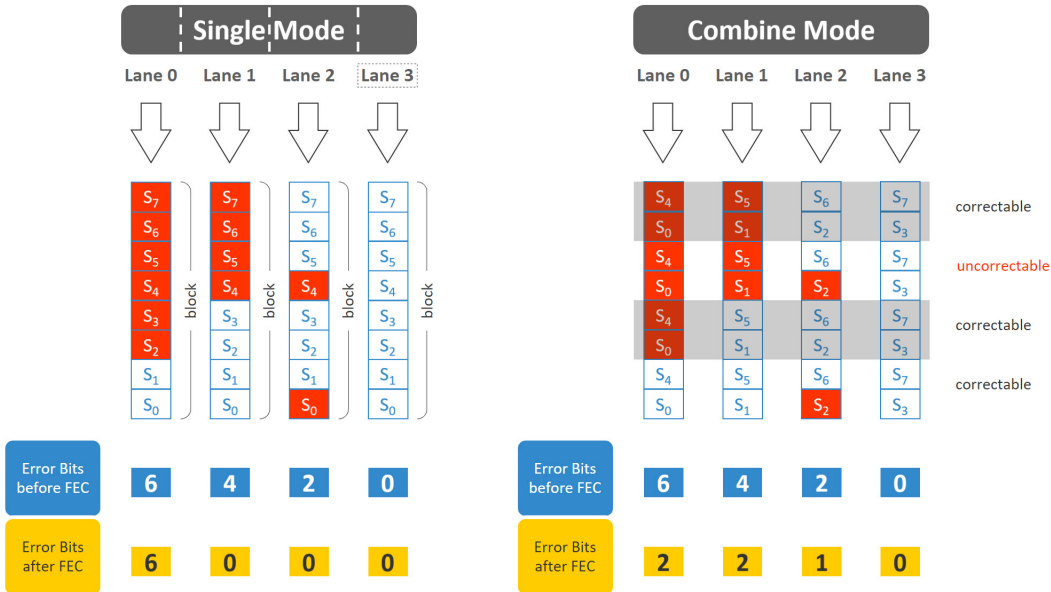 Single Mode
Combine Mode
Lane 0 Lane 1 Lane 2 Lane 3
Lane 0 Lane 1 Lane 2 Lane 3
S7 S7 S7 S7
S6 S6 S6 S6
S5 S5 S5 S5
S4 S4 S4 S4
S3 S3 S3 S3
S2 S2 S2 S2
S1 S1 S1 S1
S0 S0 S0 S0
block block block block
S4 S5 S6 S7
S0 S1 S2 S3
correctable
S4 S5 S6 S7
S0 S1 S2 S3
uncorrectable
S4 S5 S6 S7
S0 S1 S2 S3
correctable
S4 S5 S6 S7
S0 S1 S2 S3
correctable
Error Bits
before FEC
6 4 2 0
Error Bits
after FEC
6 0 0 0
Error Bits
before FEC
6 4 2 0
Error Bits
after FEC
2 2 1 0